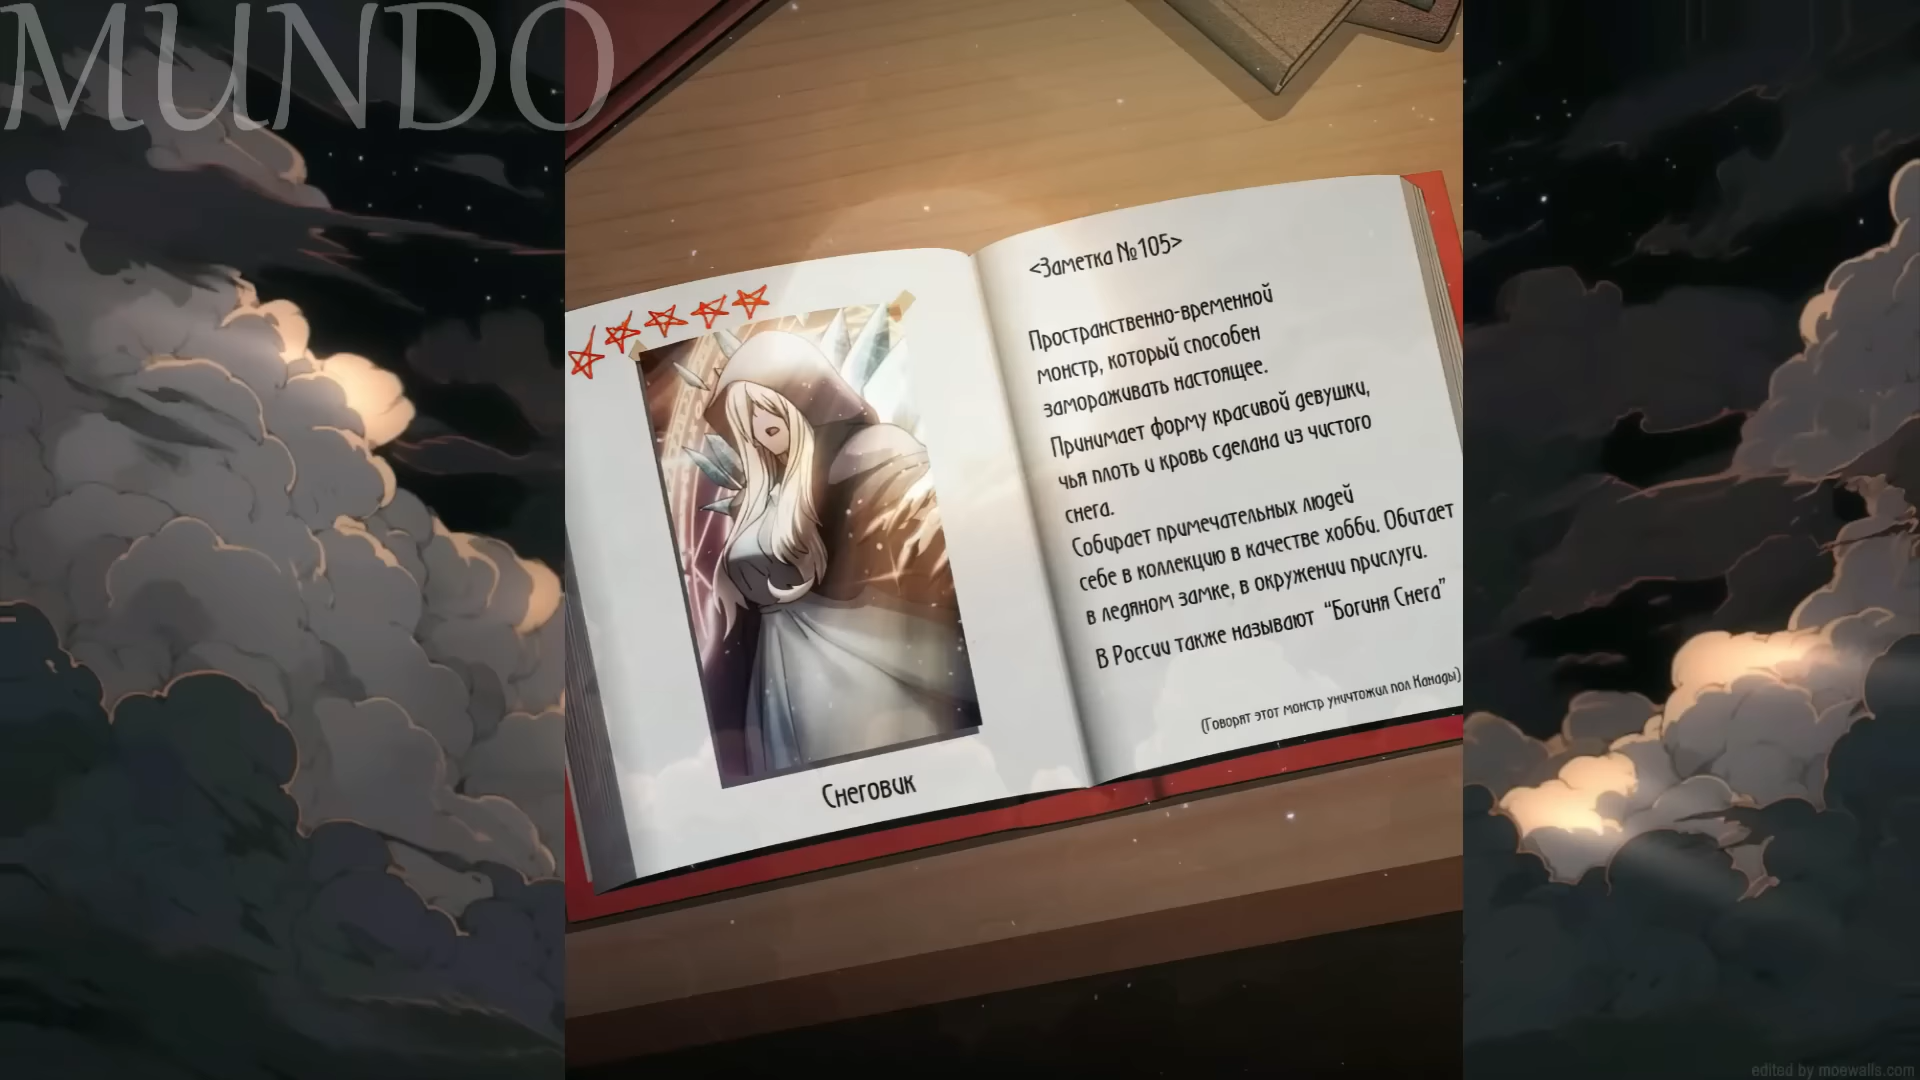 MUNDO
<Заметка №105>
Пространственно-временной
монстр, который способен
замораживать настоящее.
Принимает форму красивой девушки,
чья плоть и кровь сделана из чистого
снега.
Собирает примечательных людей
себе в коллекцию в качестве хобби. Обитает
в ледяном замке, в окружении прислуги.
В России также называют “Богиня Снега”
(Говорят этот монстр уничтожил пол Канады)
Снеговик
edited by moewalls.com